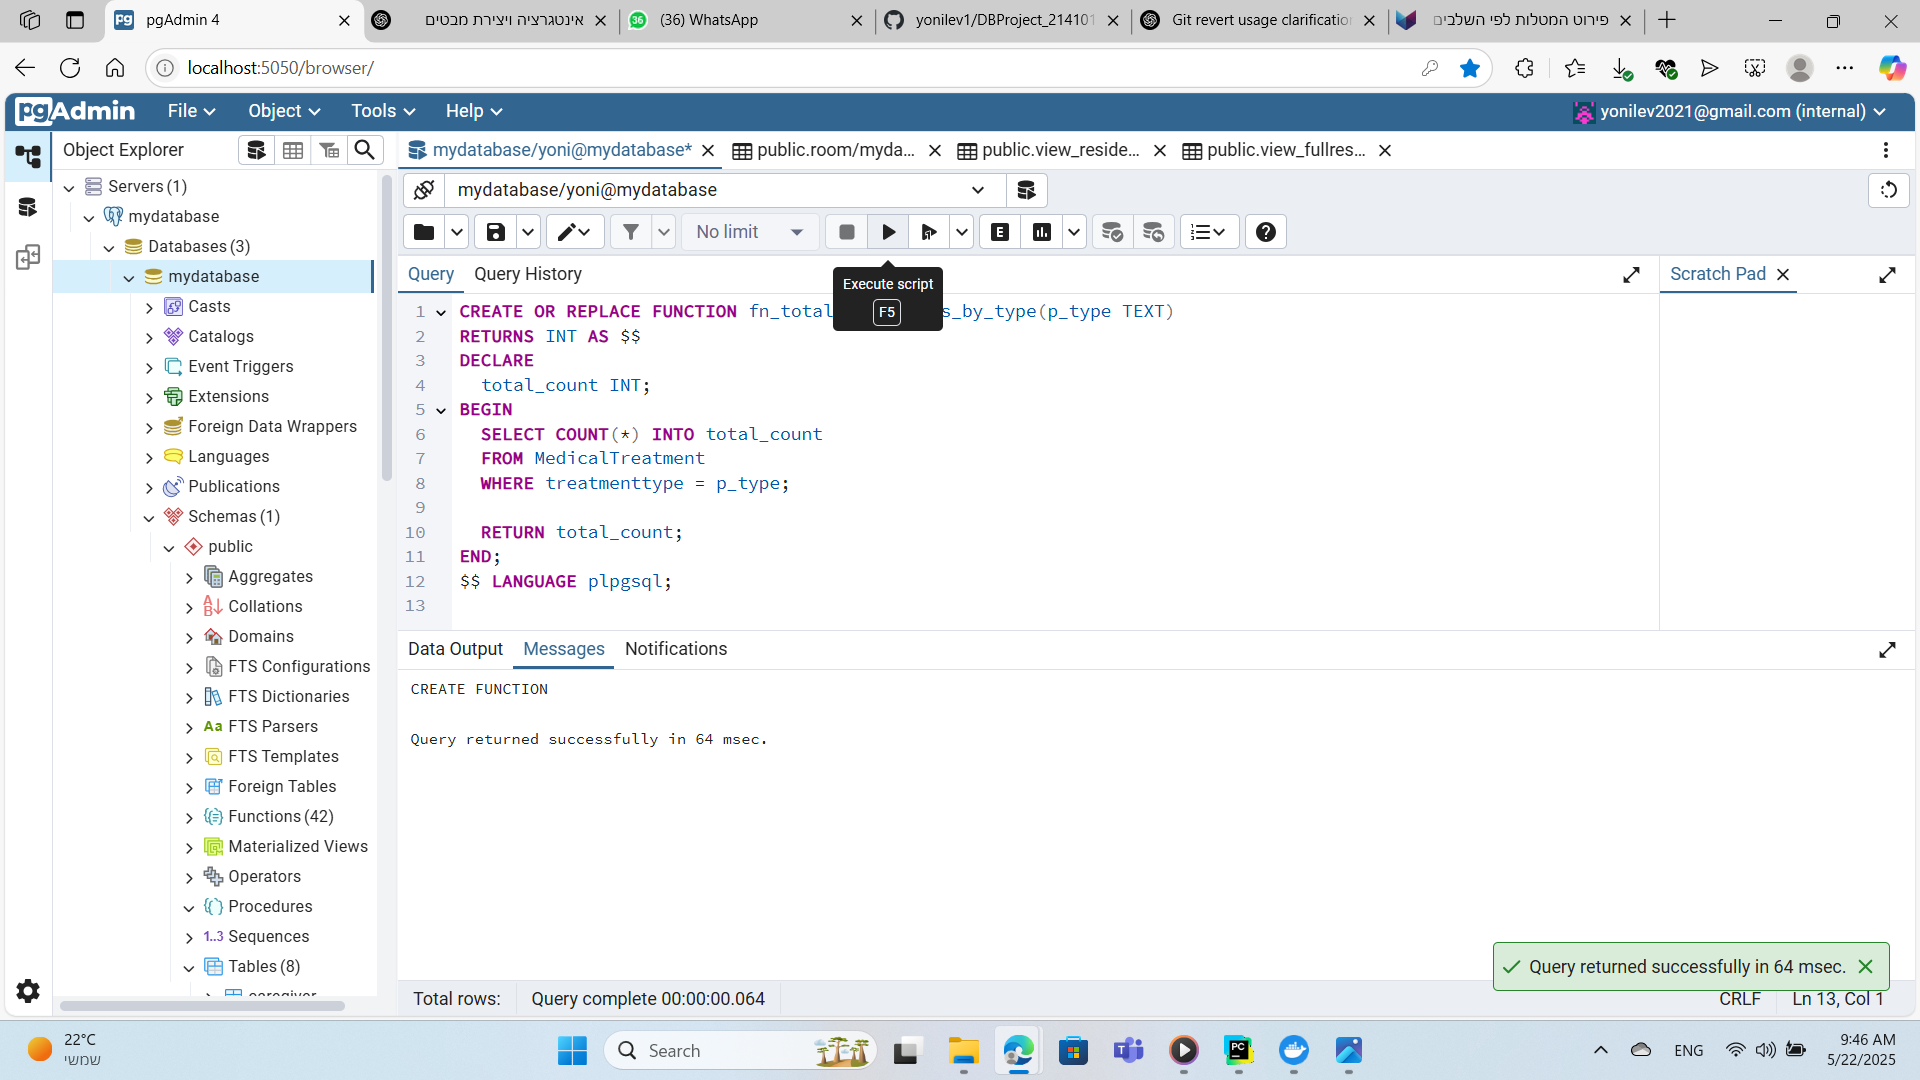 pgAdmin 4
אינטגרציה ויצירת מבטים
(36) WhatsApp
yonilev1/DBProject_214101
Git revert usage clarification
פירוט המטלות לפי השלבים
localhost:5050/browser/
pgAdmin
File
Object
Tools
Help
yonilev2021@gmail.com (internal)
Object Explorer
mydatabase/yoni@mydatabase*
public.room/myda...
public.view_reside...
public.view_fullres...
mydatabase/yoni@mydatabase
No limit
E
Query
Query History
Scratch Pad
Execute script
F5
Servers (1)
mydatabase
Databases (3)
mydatabase
Casts
Catalogs
Event Triggers
Extensions
Foreign Data Wrappers
Languages
Publications
Schemas (1)
public
Aggregates
Collations
Domains
FTS Configurations
FTS Dictionaries
Aa FTS Parsers
FTS Templates
Foreign Tables
Functions (42)
Materialized Views
Operators
Procedures
1..3 Sequences
Tables (8)
caregiver
1 CREATE OR REPLACE FUNCTION fn_total s_by_type(p_type TEXT)
2 RETURNS INT AS $$
3 DECLARE
4 total_count INT;
5 BEGIN
6 SELECT COUNT(*) INTO total_count
7 FROM MedicalTreatment
8 WHERE treatmenttype = p_type;
9
10 RETURN total_count;
11 END;
12 $$ LANGUAGE plpgsql;
13
Data Output
Messages
Notifications
CREATE FUNCTION
Query returned successfully in 64 msec.
Query returned successfully in 64 msec.
Total rows:
Query complete 00:00:00.064
CRLF
Ln 13, Col 1
22°C
שמשי
Search
PC
ENG
9:46 AM
5/22/2025